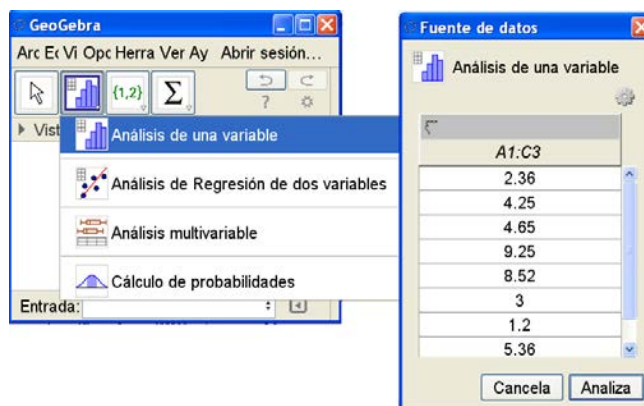 GeoGebra
Arc Ec Vi Opc Herra Ver Ay Abrir sesión...
{1,2} Σ ?
Vist
Análisis de una variable
Análisis de Regresión de dos variables
Análisis multivariable
Cálculo de probabilidades
Entrada:
Fuente de datos
Análisis de una variable
A1:C3
2.36
4.25
4.65
9.25
8.52
3
1.2
5.36
Cancela Analiza